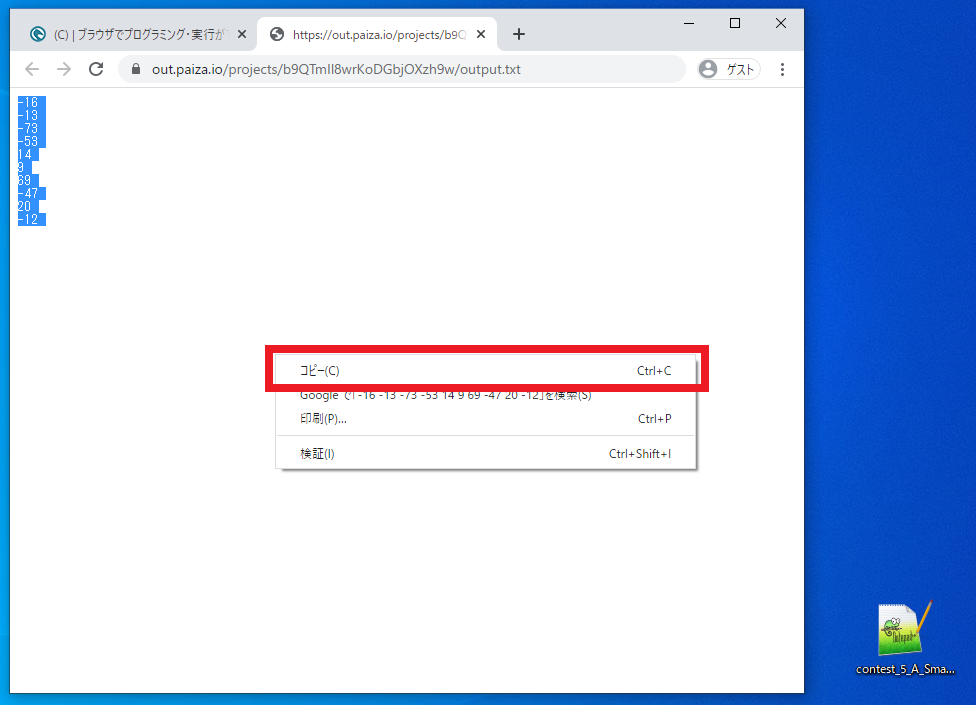 (C) | ブラウザでプログラミング・実行が
https://out.paiza.io/projects/b9Q
out.paiza.io/projects/b9QTmIl8wrKoDGbjOXzh9w/output.txt
ゲスト
-16
-13
-73
-53
14
9
69
-47
20
-12
コピー(C) Ctrl+C
Google で「 -16 -13 -73 -53 14 9 69 -47 20 -12」を検索(S)
印刷(P)... Ctrl+P
検証(I) Ctrl+Shift+I
contest_5_A_Sma...